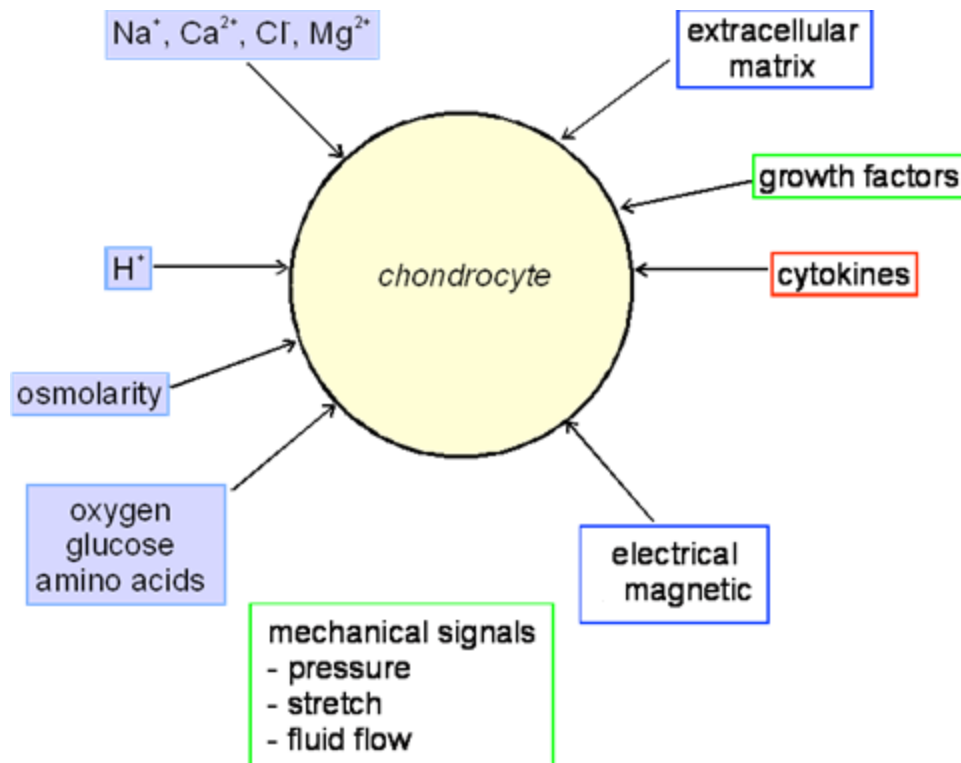 Na⁺, Ca²⁺, Cl⁻, Mg²⁺
extracellular
matrix
growth factors
H⁺
chondrocyte
cytokines
osmolarity
oxygen
glucose
amino acids
electrical
magnetic
mechanical signals
- pressure
- stretch
- fluid flow